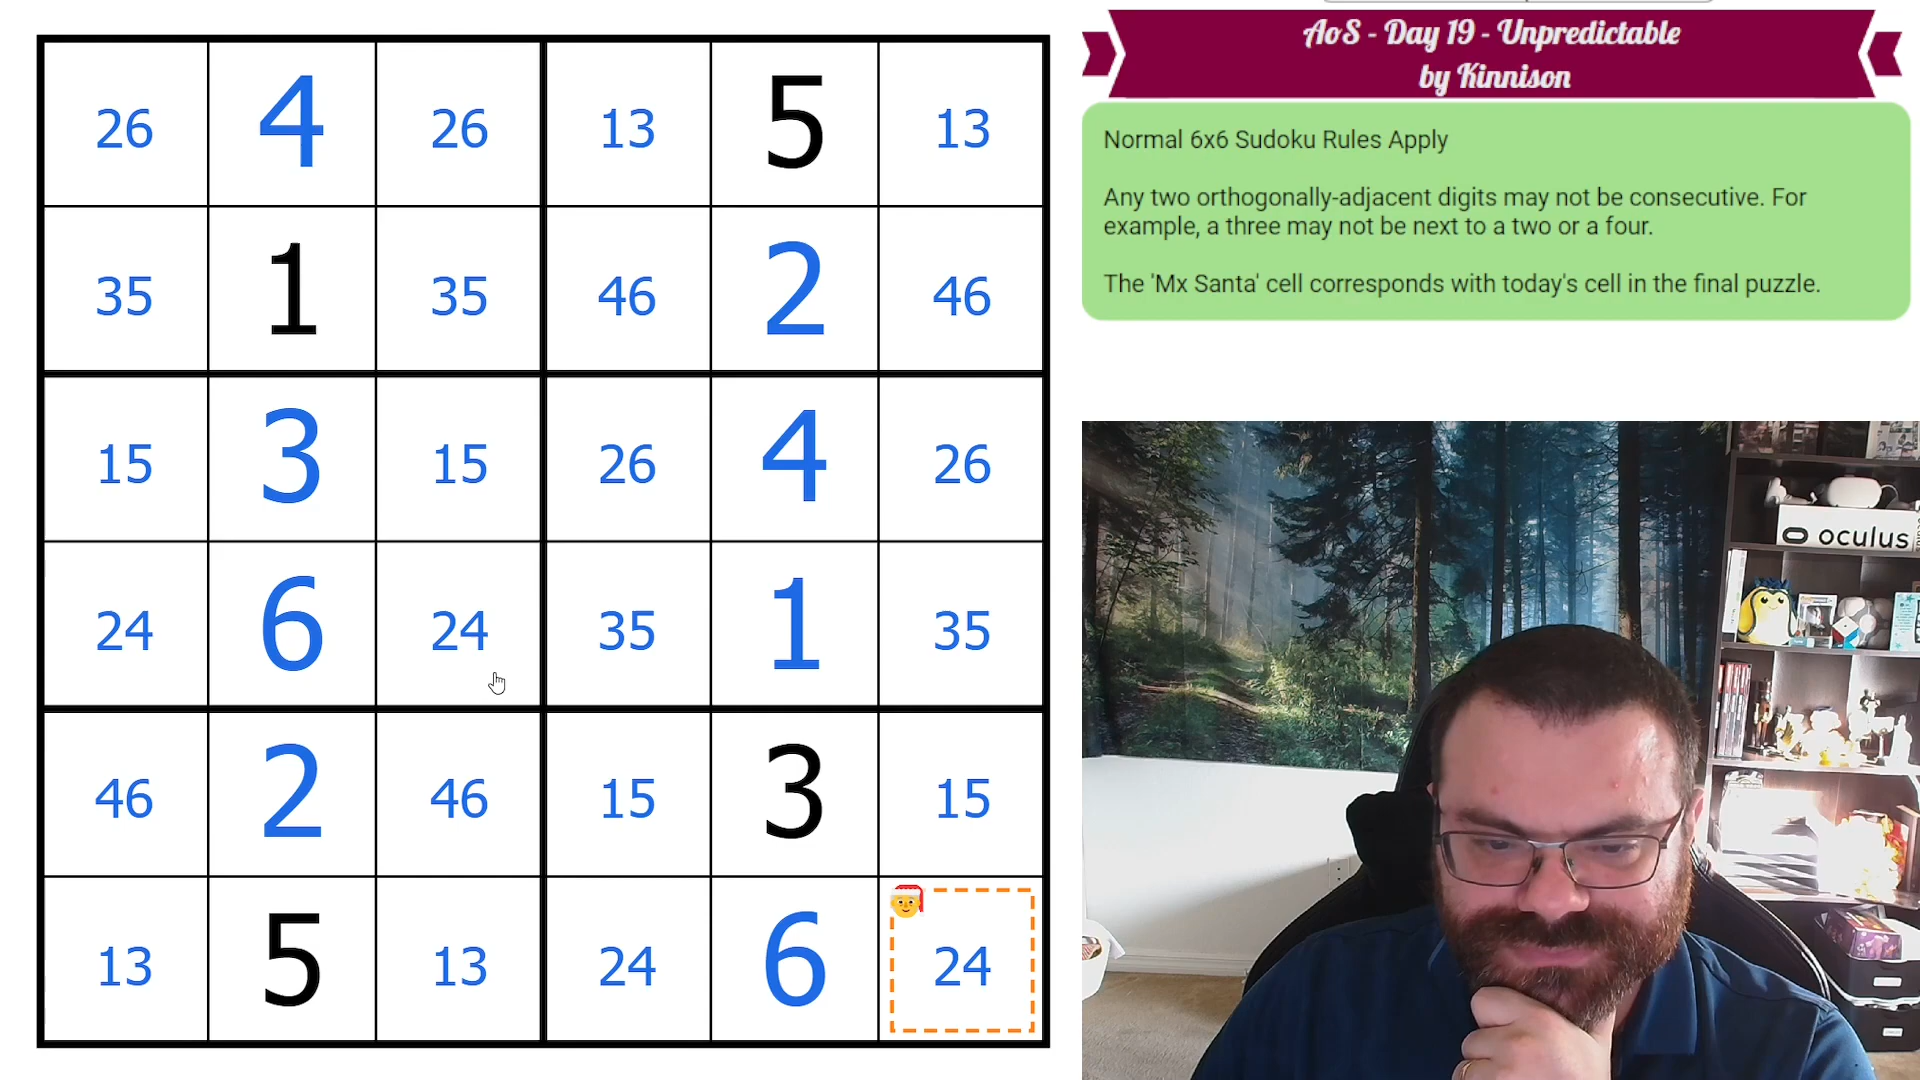 AoS - Day 19 - Unpredictable
by Kinnison
Normal 6x6 Sudoku Rules Apply
Any two orthogonally-adjacent digits may not be consecutive. For
example, a three may not be next to a two or a four.
The 'Mx Santa' cell corresponds with today's cell in the final puzzle.
26 4 26 13 5 13
35 1 35 46 2 46
15 3 15 26 4 26
24 6 24 35 1 35
46 2 46 15 3 15
13 5 13 24 6 24
oculus